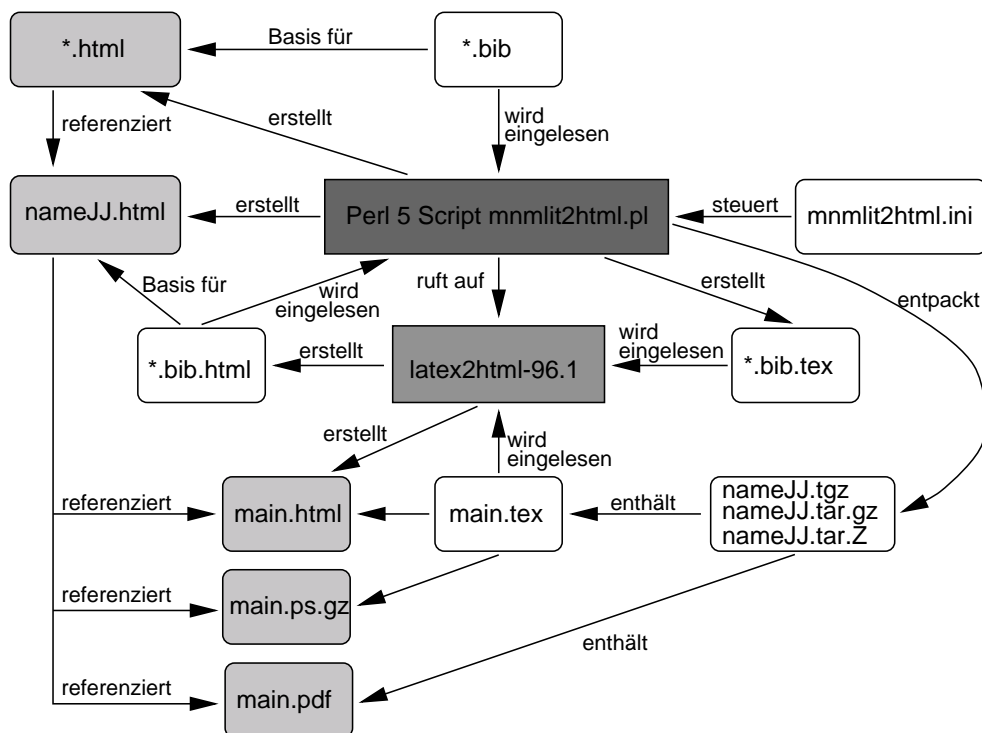 Basis für
*.html
*.bib
referenziert
erstellt
wird
eingelesen
nameJJ.html
erstellt
Perl 5 Script mnmlit2html.pl
steuert
mnmlit2html.ini
Basis für
wird
eingelesen
ruft auf
erstellt
entpackt
*.bib.html
erstellt
latex2html-96.1
wird
eingelesen
*.bib.tex
erstellt
wird
eingelesen
referenziert
main.html
main.tex
enthält
nameJJ.tgz
nameJJ.tar.gz
nameJJ.tar.Z
referenziert
main.ps.gz
enthält
referenziert
main.pdf